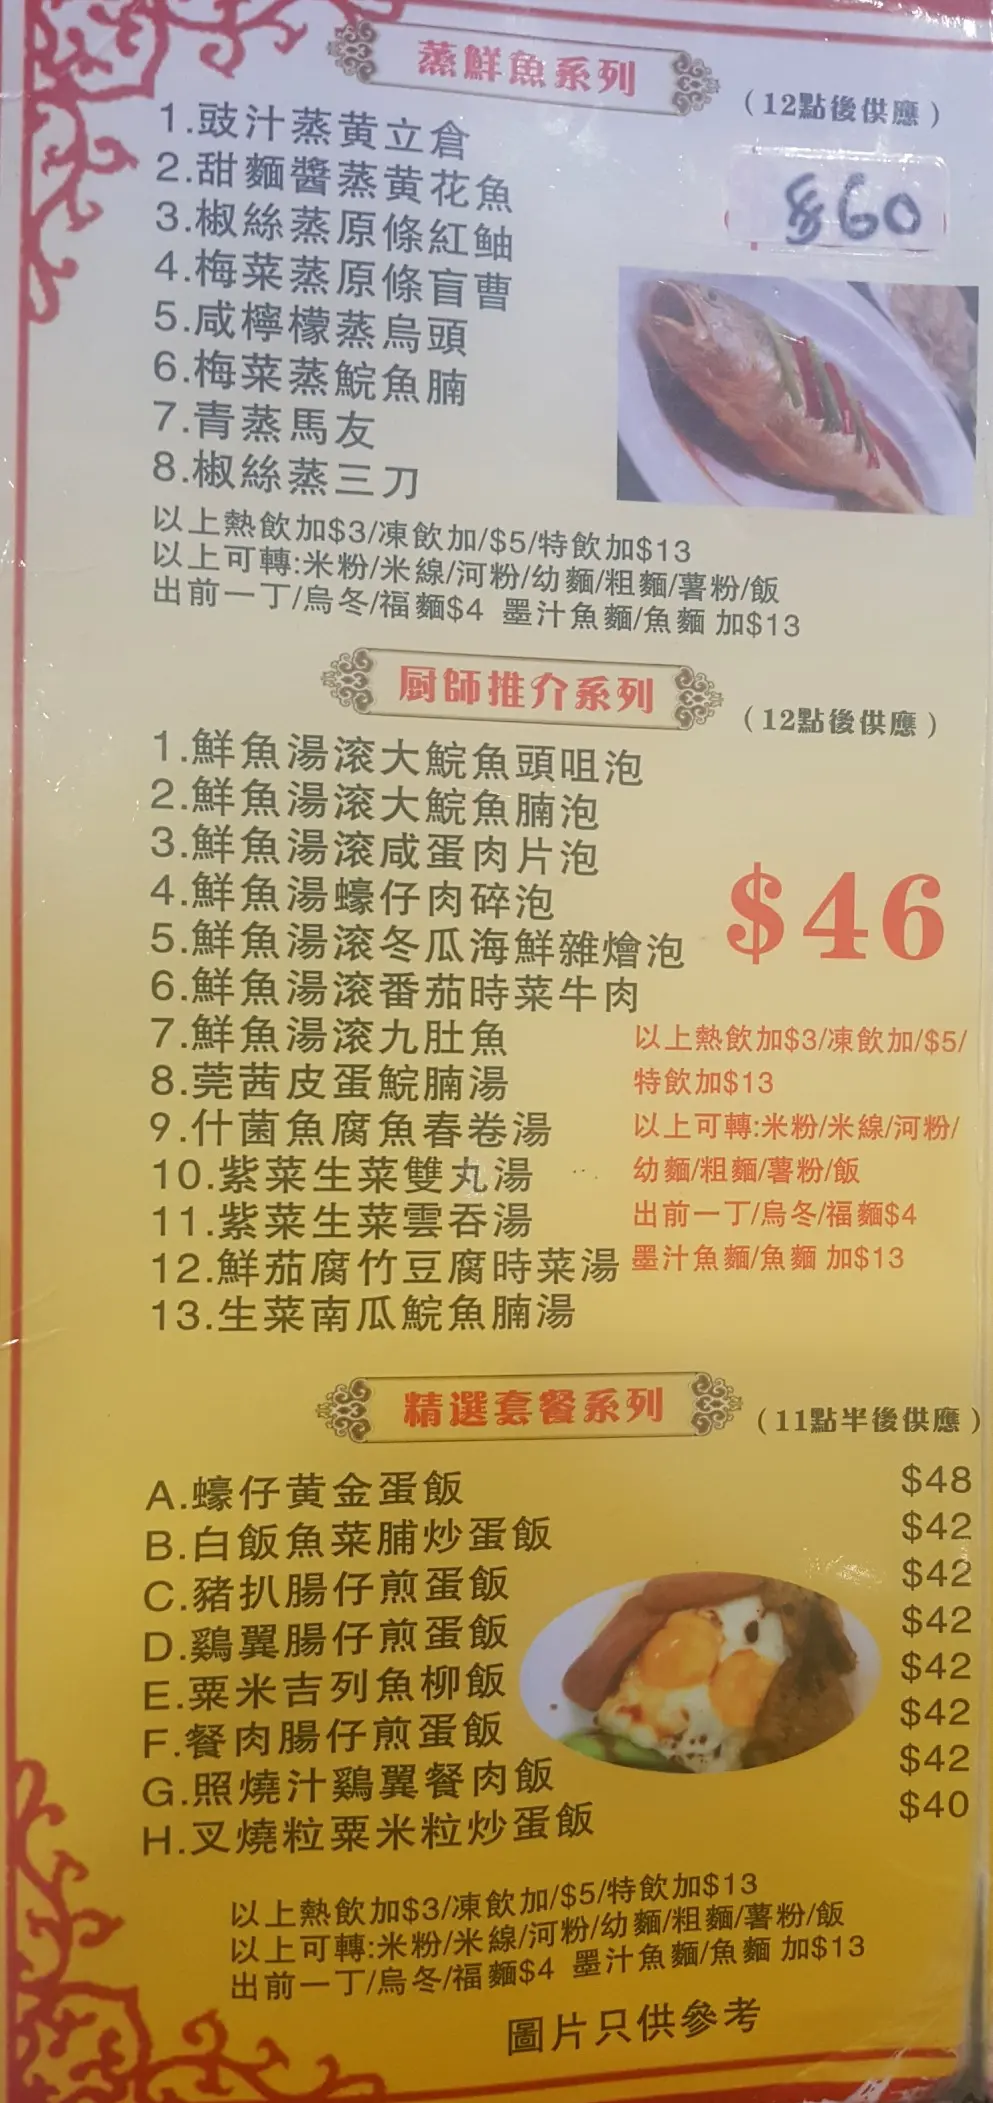 蒸鮮魚系列
（12點後供應）
1.豉汁蒸黄立倉
2.甜麵醬蒸黄花魚
$60
3.椒絲蒸原條紅鲉
4.梅菜蒸原條盲曹
5.咸檸檬蒸烏頭
6.梅菜蒸鯇魚腩
7.青蒸馬友
8.椒絲蒸三刀
以上熱飲加$3/凍飲加/$5/特飲加$13
以上可轉:米粉/米線/河粉/幼麵/粗麵/薯粉/飯
出前一丁/烏冬/福麵$4 墨汁魚麵/魚麵 加$13
厨師推介系列
（12點後供應）
1.鮮魚湯滚大鯇魚頭咀泡
2.鮮魚湯滚大鯇魚腩泡
3.鮮魚湯滚咸蛋肉片泡
4.鮮魚湯蠔仔肉碎泡
5.鮮魚湯滚冬瓜海鮮雜燴泡
$46
6.鮮魚湯滚番茄時菜牛肉
7.鮮魚湯滚九肚魚
8.莞茜皮蛋鯇腩湯
9.什菌魚腐魚春卷湯
10.紫菜生菜雙丸湯
11.紫菜生菜雲吞湯
12.鮮茄腐竹豆腐時菜湯
13.生菜南瓜鯇魚腩湯
以上熱飲加$3/凍飲加/$5/
特飲加$13
以上可轉:米粉/米線/河粉/
幼麵/粗麵/薯粉/飯
出前一丁/烏冬/福麵$4
墨汁魚麵/魚麵 加$13
精選套餐系列
（11點半後供應）
A.蠔仔黄金蛋飯 $48
B.白飯魚菜脯炒蛋飯 $42
C.豬扒腸仔煎蛋飯 $42
D.鷄翼腸仔煎蛋飯 $42
E.粟米吉列魚柳飯 $42
F.餐肉腸仔煎蛋飯 $42
G.照燒汁鷄翼餐肉飯 $42
H.叉燒粒粟米粒炒蛋飯 $40
以上熱飲加$3/凍飲加/$5/特飲加$13
以上可轉:米粉/米線/河粉/幼麵/粗麵/薯粉/飯
出前一丁/烏冬/福麵$4 墨汁魚麵/魚麵 加$13
圖片只供參考